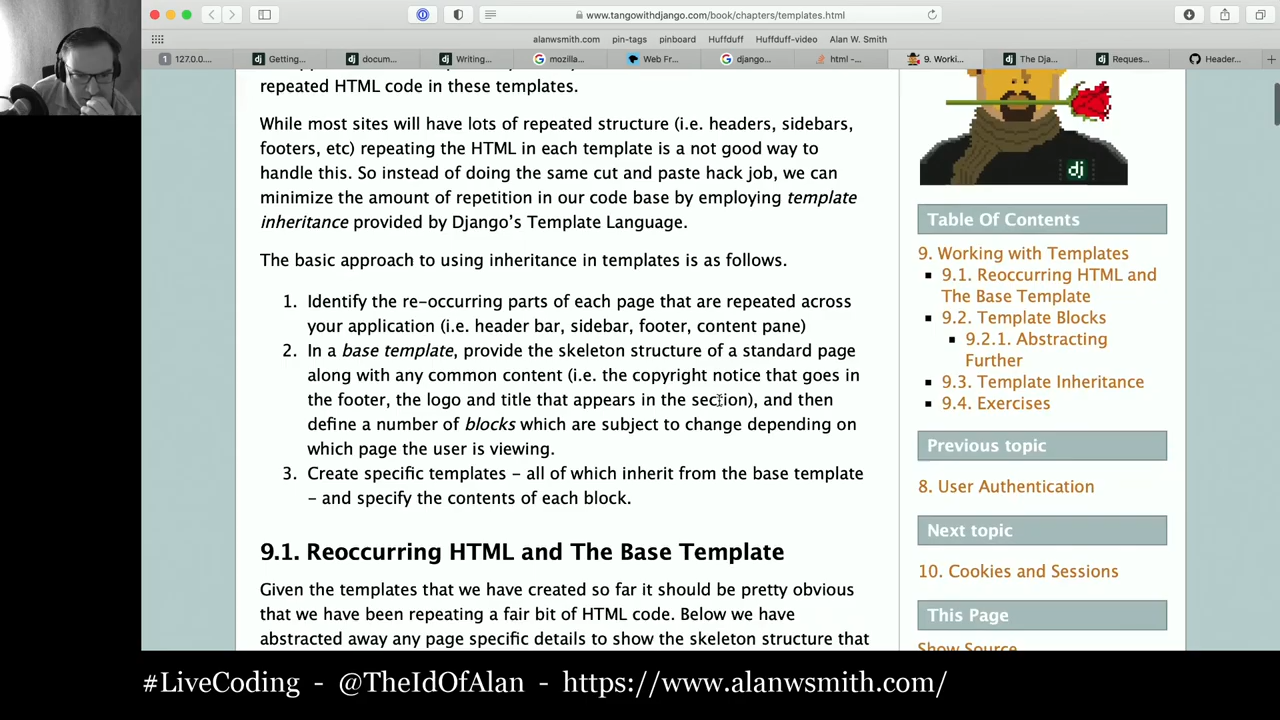 www.tangowithdjango.com/book/chapters/templates.html
alanwsmith.com pin-tags pinboard Huffduff Huffduff-video Alan W. Smith
1 127.0.0.... dj Getting... dj docum... dj Writing... mozilla... Web Fr... django... html -... 9. Worki... dj The Dja... dj Reques... Header...
repeated HTML code in these templates.
While most sites will have lots of repeated structure (i.e. headers, sidebars,
footers, etc) repeating the HTML in each template is a not good way to
handle this. So instead of doing the same cut and paste hack job, we can
minimize the amount of repetition in our code base by employing template
inheritance provided by Django's Template Language.
The basic approach to using inheritance in templates is as follows.
1. Identify the re-occurring parts of each page that are repeated across
your application (i.e. header bar, sidebar, footer, content pane)
2. In a base template, provide the skeleton structure of a standard page
along with any common content (i.e. the copyright notice that goes in
the footer, the logo and title that appears in the section), and then
define a number of blocks which are subject to change depending on
which page the user is viewing.
3. Create specific templates - all of which inherit from the base template
- and specify the contents of each block.
9.1. Reoccurring HTML and The Base Template
Given the templates that we have created so far it should be pretty obvious
that we have been repeating a fair bit of HTML code. Below we have
abstracted away any page specific details to show the skeleton structure that
dj
Table Of Contents
9. Working with Templates
9.1. Reoccurring HTML and
The Base Template
9.2. Template Blocks
9.2.1. Abstracting
Further
9.3. Template Inheritance
9.4. Exercises
Previous topic
8. User Authentication
Next topic
10. Cookies and Sessions
This Page
Show Source
#LiveCoding - @TheIdOfAlan - https://www.alanwsmith.com/